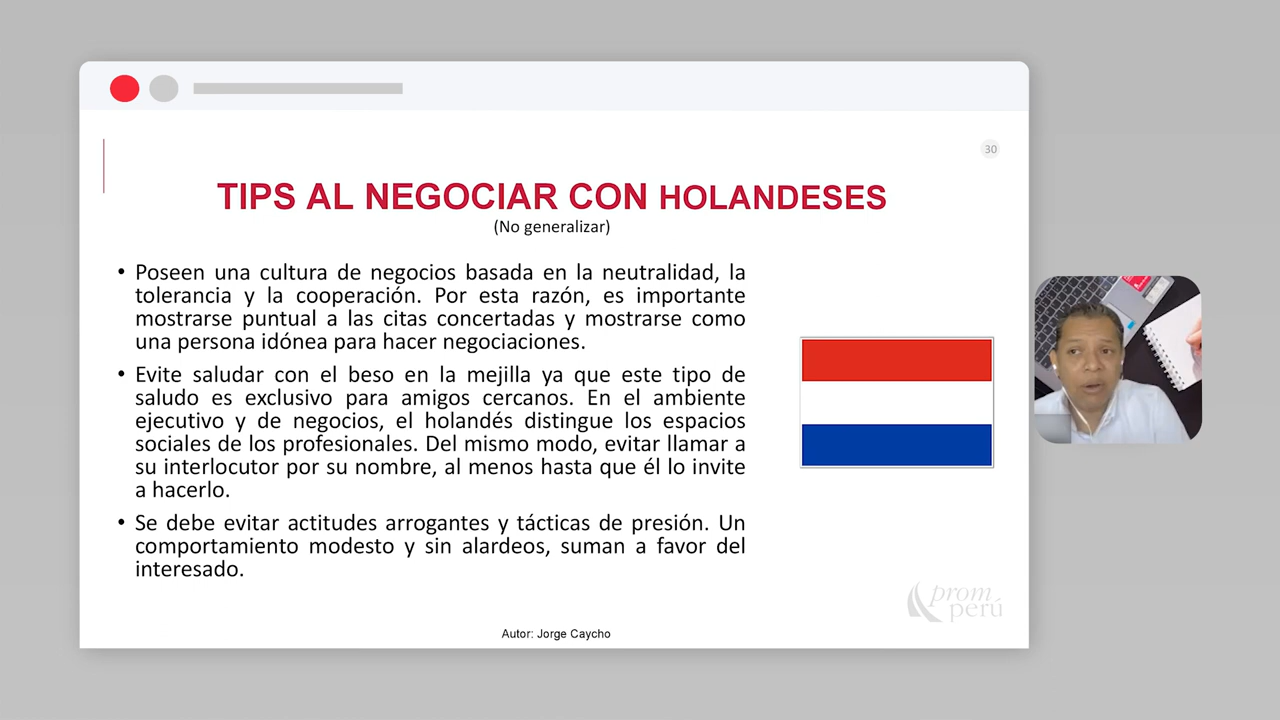 30
TIPS AL NEGOCIAR CON HOLANDESES
(No generalizar)
• Poseen una cultura de negocios basada en la neutralidad, la
tolerancia y la cooperación. Por esta razón, es importante
mostrarse puntual a las citas concertadas y mostrarse como
una persona idónea para hacer negociaciones.
• Evite saludar con el beso en la mejilla ya que este tipo de
saludo es exclusivo para amigos cercanos. En el ambiente
ejecutivo y de negocios, el holandés distingue los espacios
sociales de los profesionales. Del mismo modo, evitar llamar a
su interlocutor por su nombre, al menos hasta que él lo invite
a hacerlo.
• Se debe evitar actitudes arrogantes y tácticas de presión. Un
comportamiento modesto y sin alardeos, suman a favor del
interesado.
prom
perú
Autor: Jorge Caycho